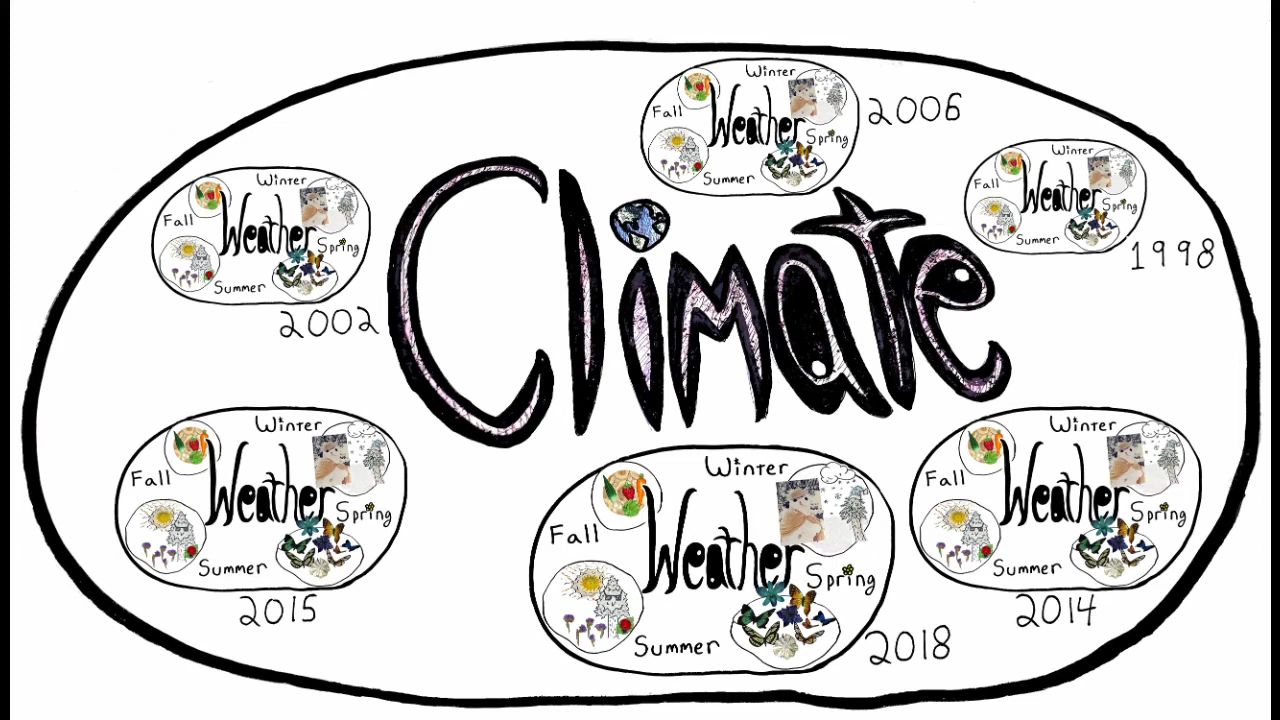 Climate
Winter
Fall
Weather
Spring
Summer
2006
Winter
Fall
Weather
Spring
Summer
1998
Winter
Fall
Weather
Spring
Summer
2002
Winter
Fall
Weather
Spring
Summer
2015
Winter
Fall
Weather
Spring
Summer
2018
Winter
Fall
Weather
Spring
Summer
2014